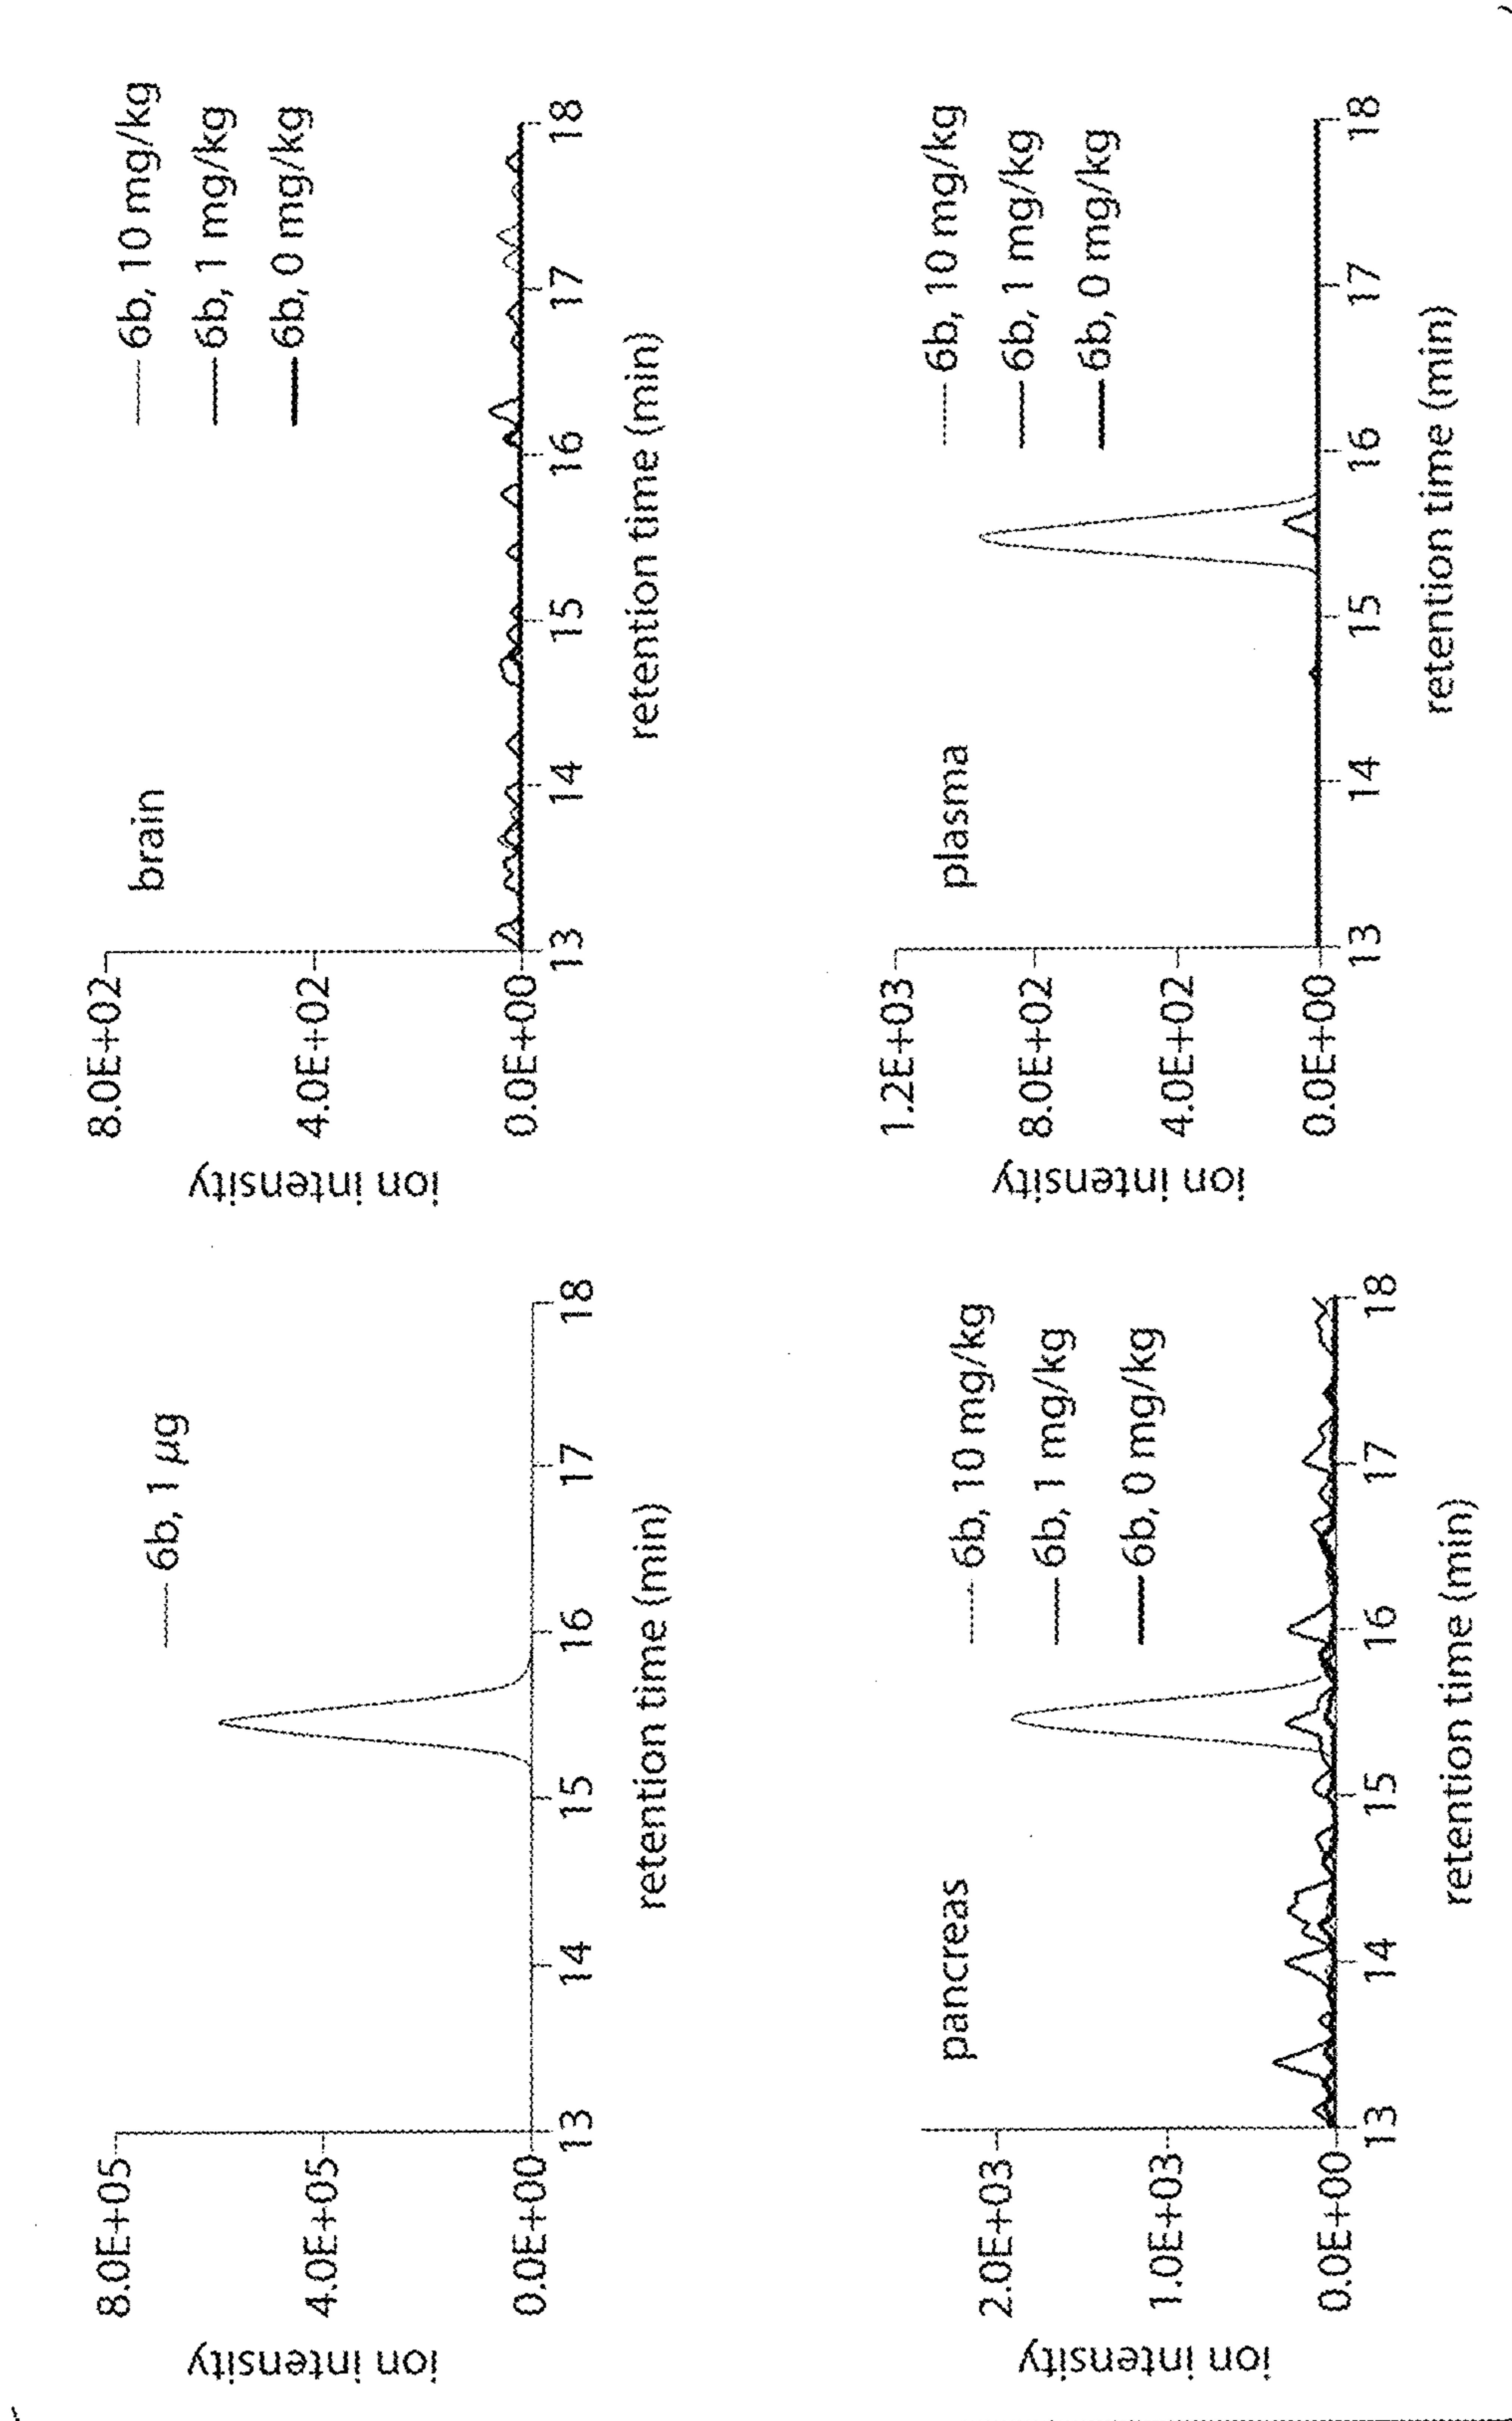 6b, 1 μg
8.0E+05
4.0E+05
0.0E+00
ion intensity
13 14 15 16 17 18
retention time (min)
brain
6b, 10 mg/kg
6b, 1 mg/kg
6b, 0 mg/kg
8.0E+02
4.0E+02
0.0E+00
ion intensity
13 14 15 16 17 18
retention time (min)
pancreas
6b, 10 mg/kg
6b, 1 mg/kg
6b, 0 mg/kg
2.0E+03
1.0E+03
0.0E+00
ion intensity
13 14 15 16 17 18
retention time (min)
plasma
6b, 10 mg/kg
6b, 1 mg/kg
6b, 0 mg/kg
1.2E+03
8.0E+02
4.0E+02
0.0E+00
ion intensity
13 14 15 16 17 18
retention time (min)